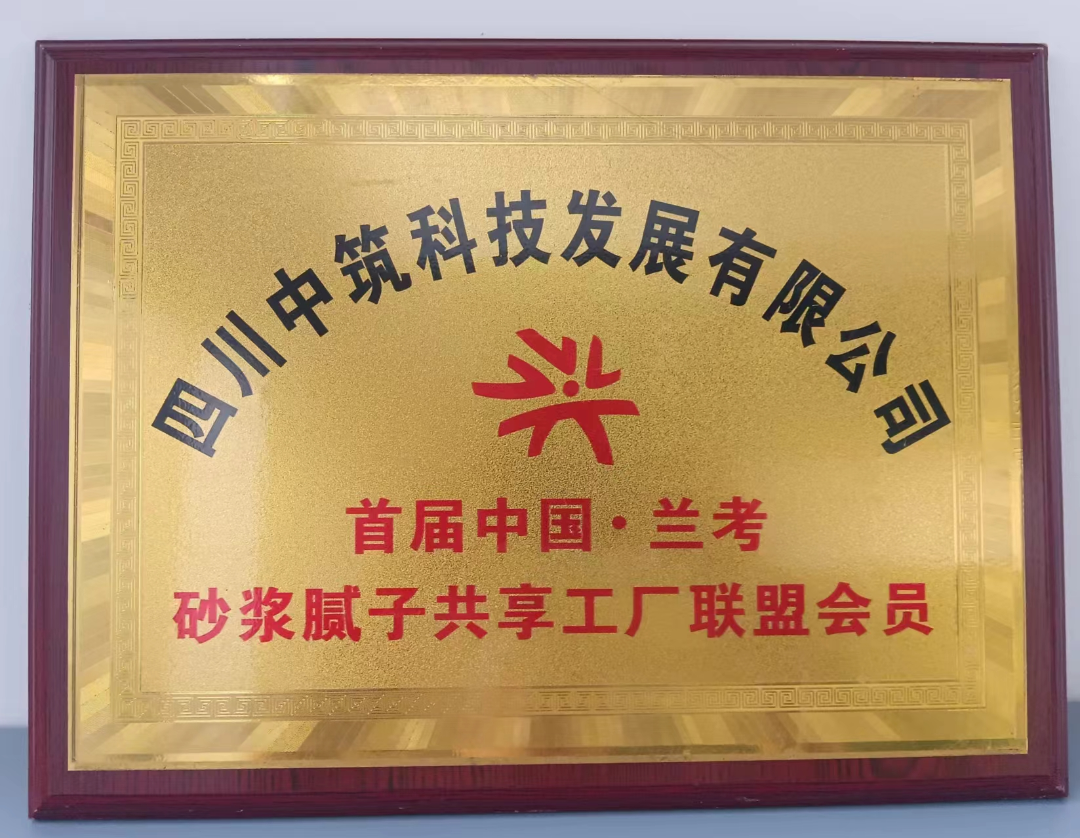 四川中筑科技发展有限公司
首届中国·兰考
砂浆腻子共享工厂联盟会员